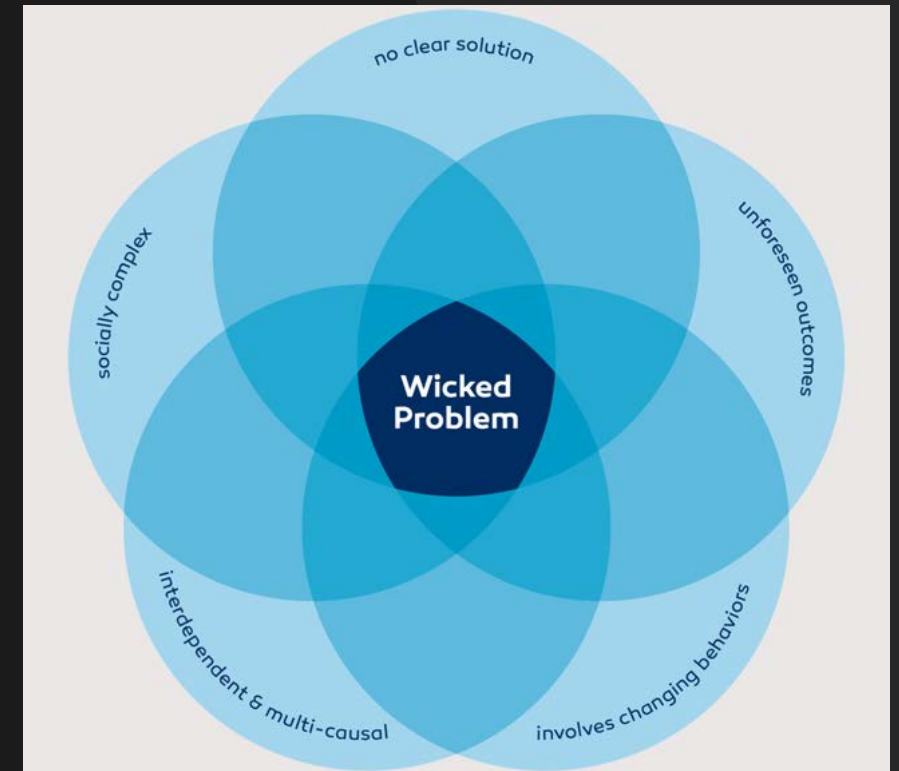 no clear solution
unforeseen outcomes
socially complex
Wicked
Problem
interdependent & multi-causal
involves changing behaviors